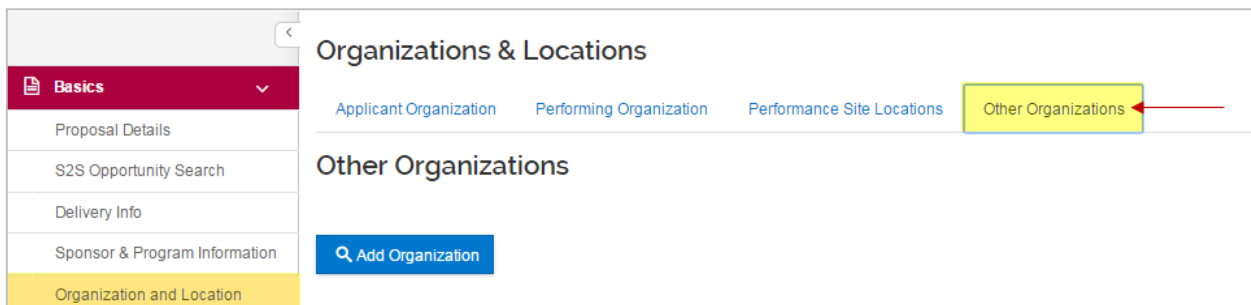 Organizations & Locations
Basics
Applicant Organization Performing Organization Performance Site Locations Other Organizations
Proposal Details
Other Organizations
S2S Opportunity Search
Delivery Info
Sponsor & Program Information
Add Organization
Organization and Location